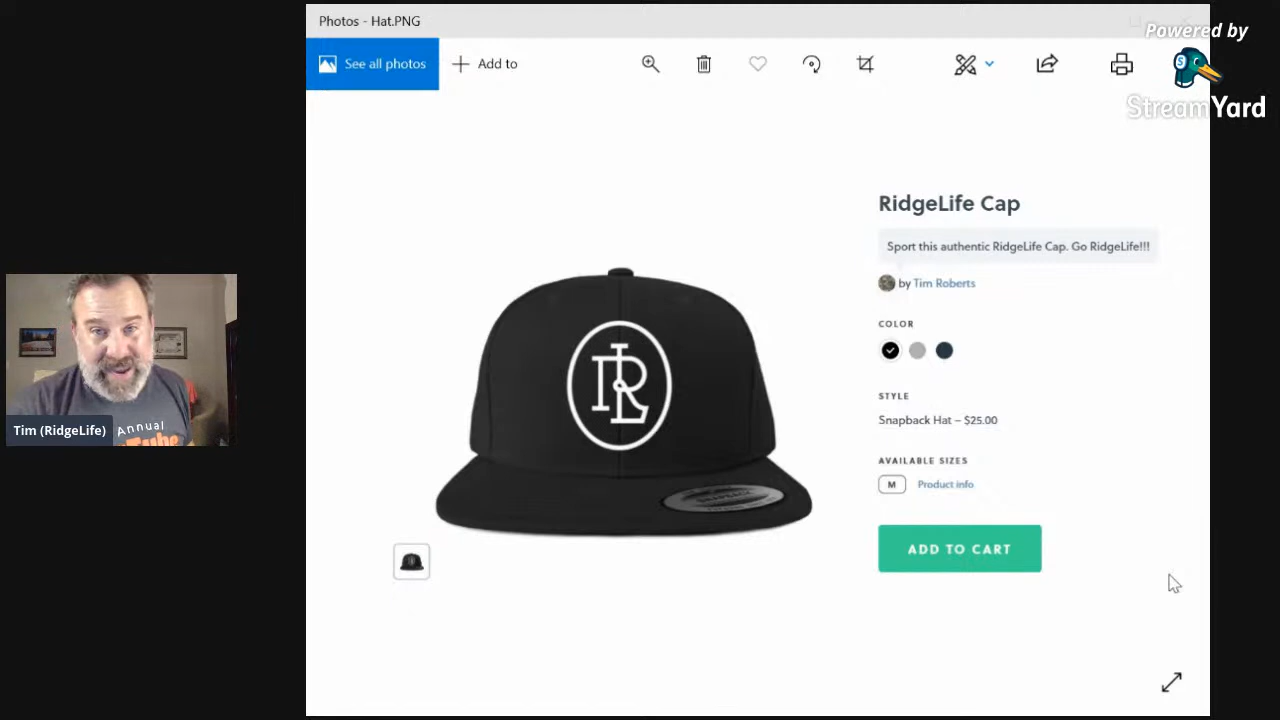 Photos - Hat.PNG
Powered by
StreamYard
See all photos
Add to
RidgeLife Cap
Sport this authentic RidgeLife Cap. Go RidgeLife!!!
by Tim Roberts
COLOR
STYLE
Snapback Hat – $25.00
AVAILABLE SIZES
M Product info
ADD TO CART
RL
SNAPBACK
Annual
Tim (RidgeLife)